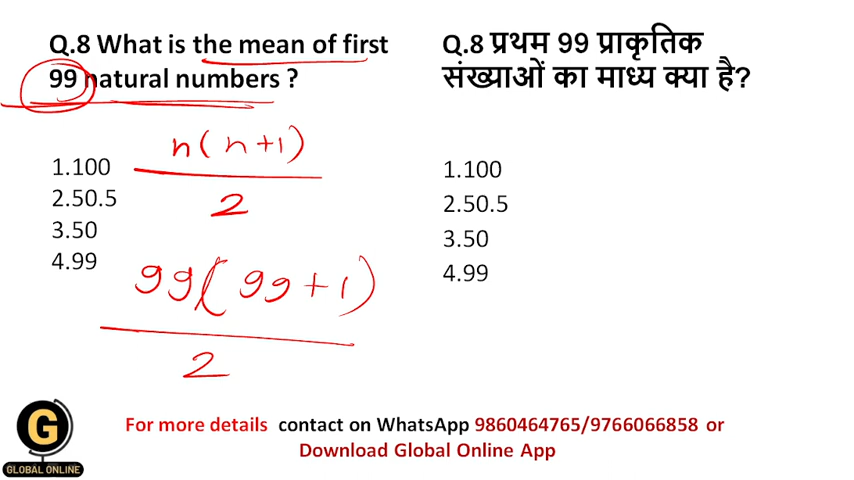 Q.8 What is the mean of first
99 natural numbers ?
n(n+1)
2
1.100
2.50.5
3.50
4.99
99(99+1)
2
Q.8 प्रथम 99 प्राकृतिक
संख्याओं का माध्य क्या है?
1.100
2.50.5
3.50
4.99
G
GLOBAL ONLINE
For more details contact on WhatsApp 9860464765/9766066858 or
Download Global Online App